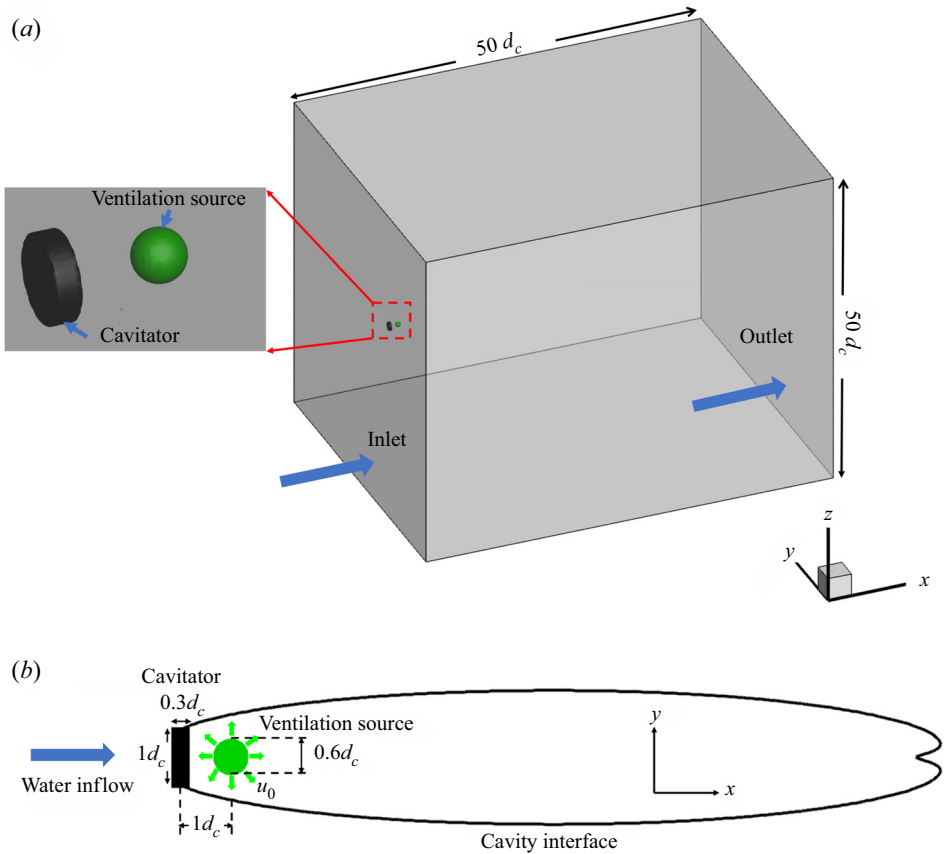 (a)
50 d_c
Ventilation source
Cavitator
50 d_c
Outlet
Inlet
z
y
x
(b)
Cavitator
0.3d_c
Ventilation source
y
1d_c
0.6d_c
Water inflow
u_0
x
1d_c
Cavity interface